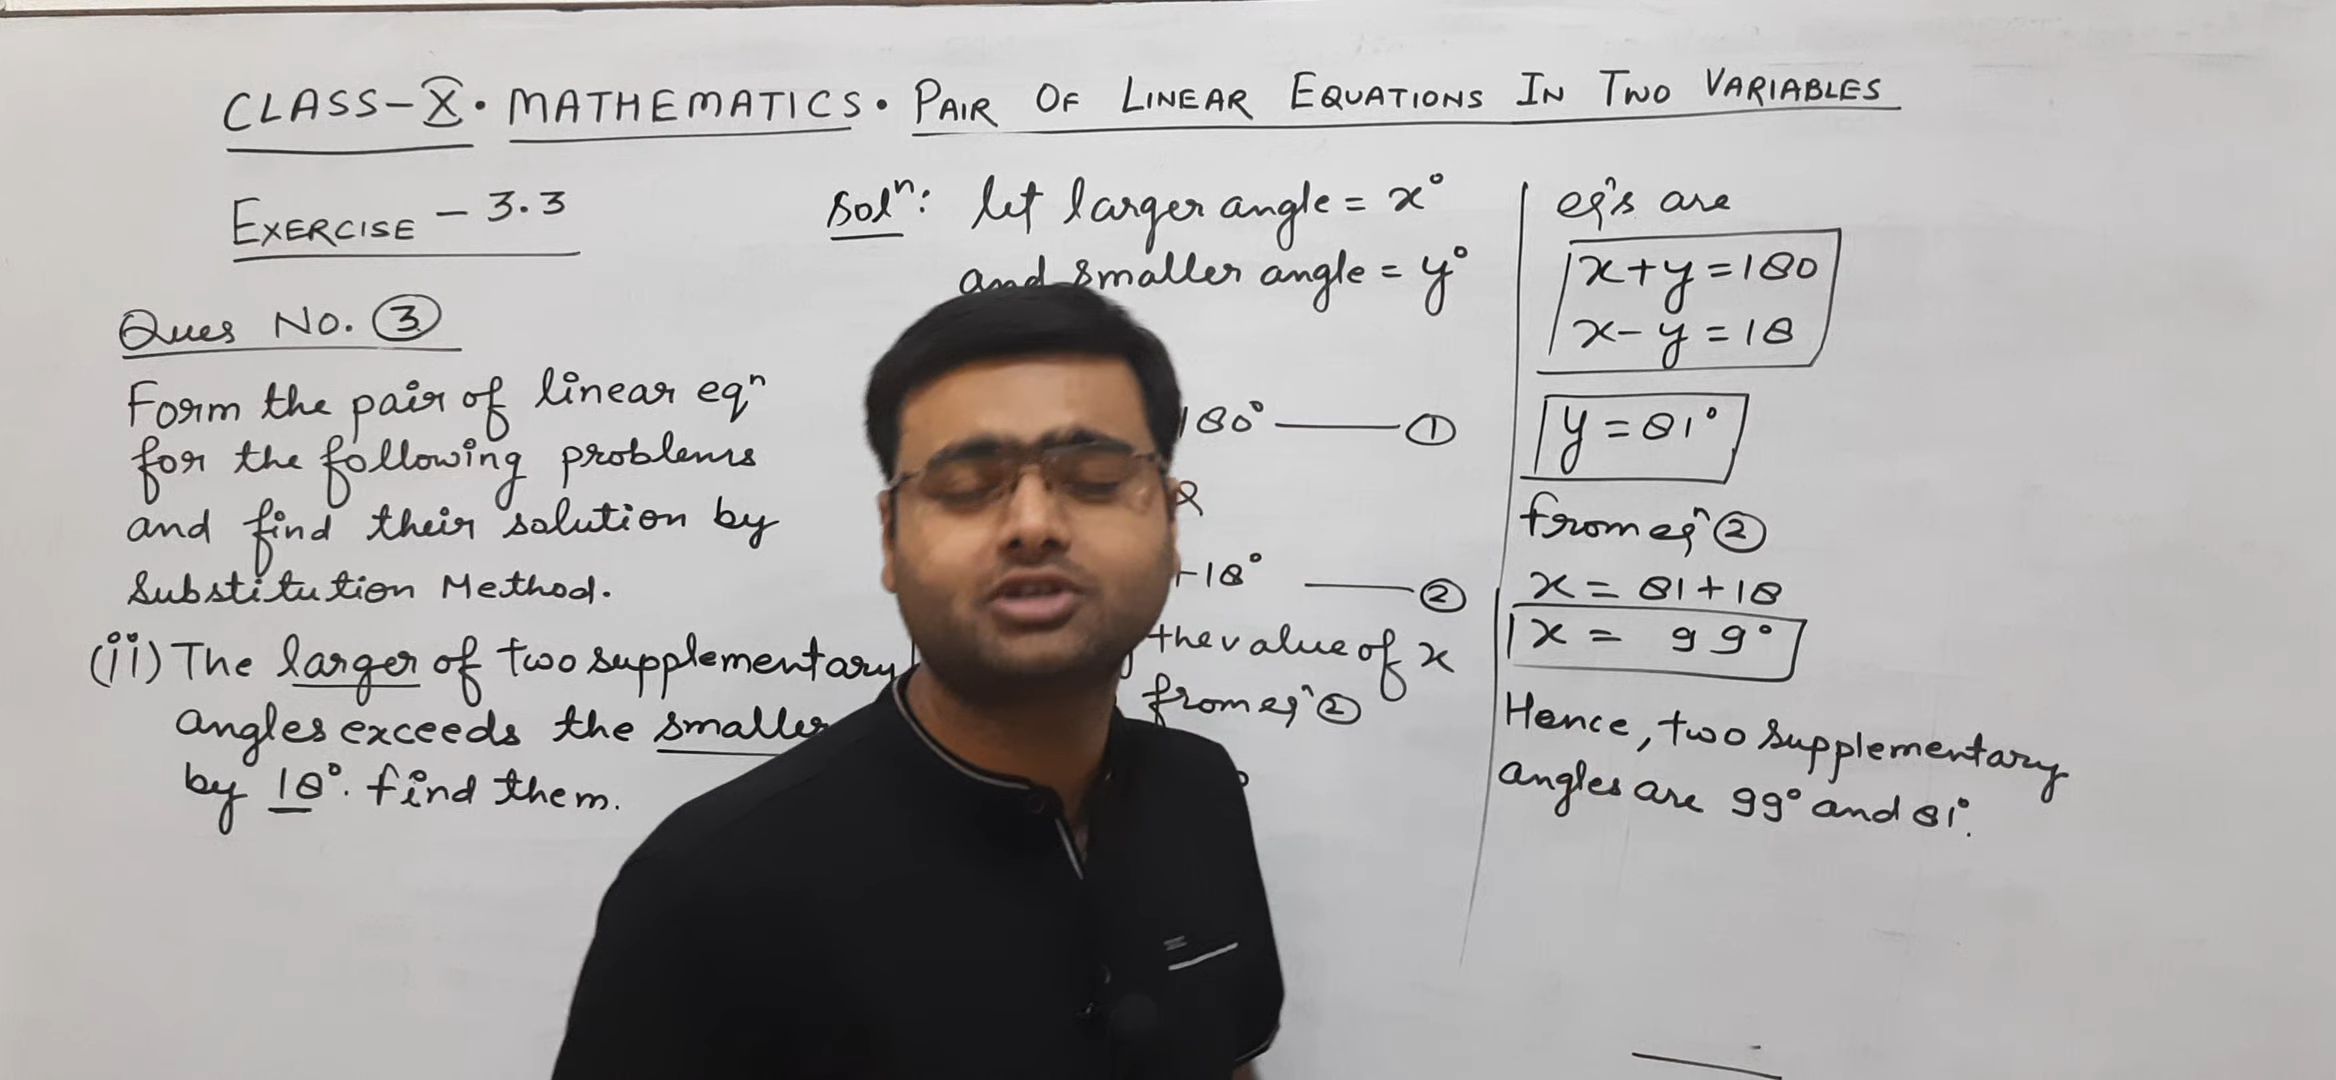 CLASS-X • MATHEMATICS • PAIR OF LINEAR EQUATIONS IN TWO VARIABLES
EXERCISE - 3.3
Ques No. ③
Form the pair of linear eqⁿ
for the following problems
and find their solution by
Substitution Method.
(ii) The larger of two supplementary
angles exceeds the smaller
by 18°. find them.
Solⁿ: let larger angle = x°
and smaller angle = y°
180° ——— ①
+18° ——— ②
the value of x
from eqⁿ ②
eqⁿs are
x+y=180
x-y=18
y=81°
from eqⁿ ②
x = 81+18
x = 99°
Hence, two supplementary
angles are 99° and 81°.